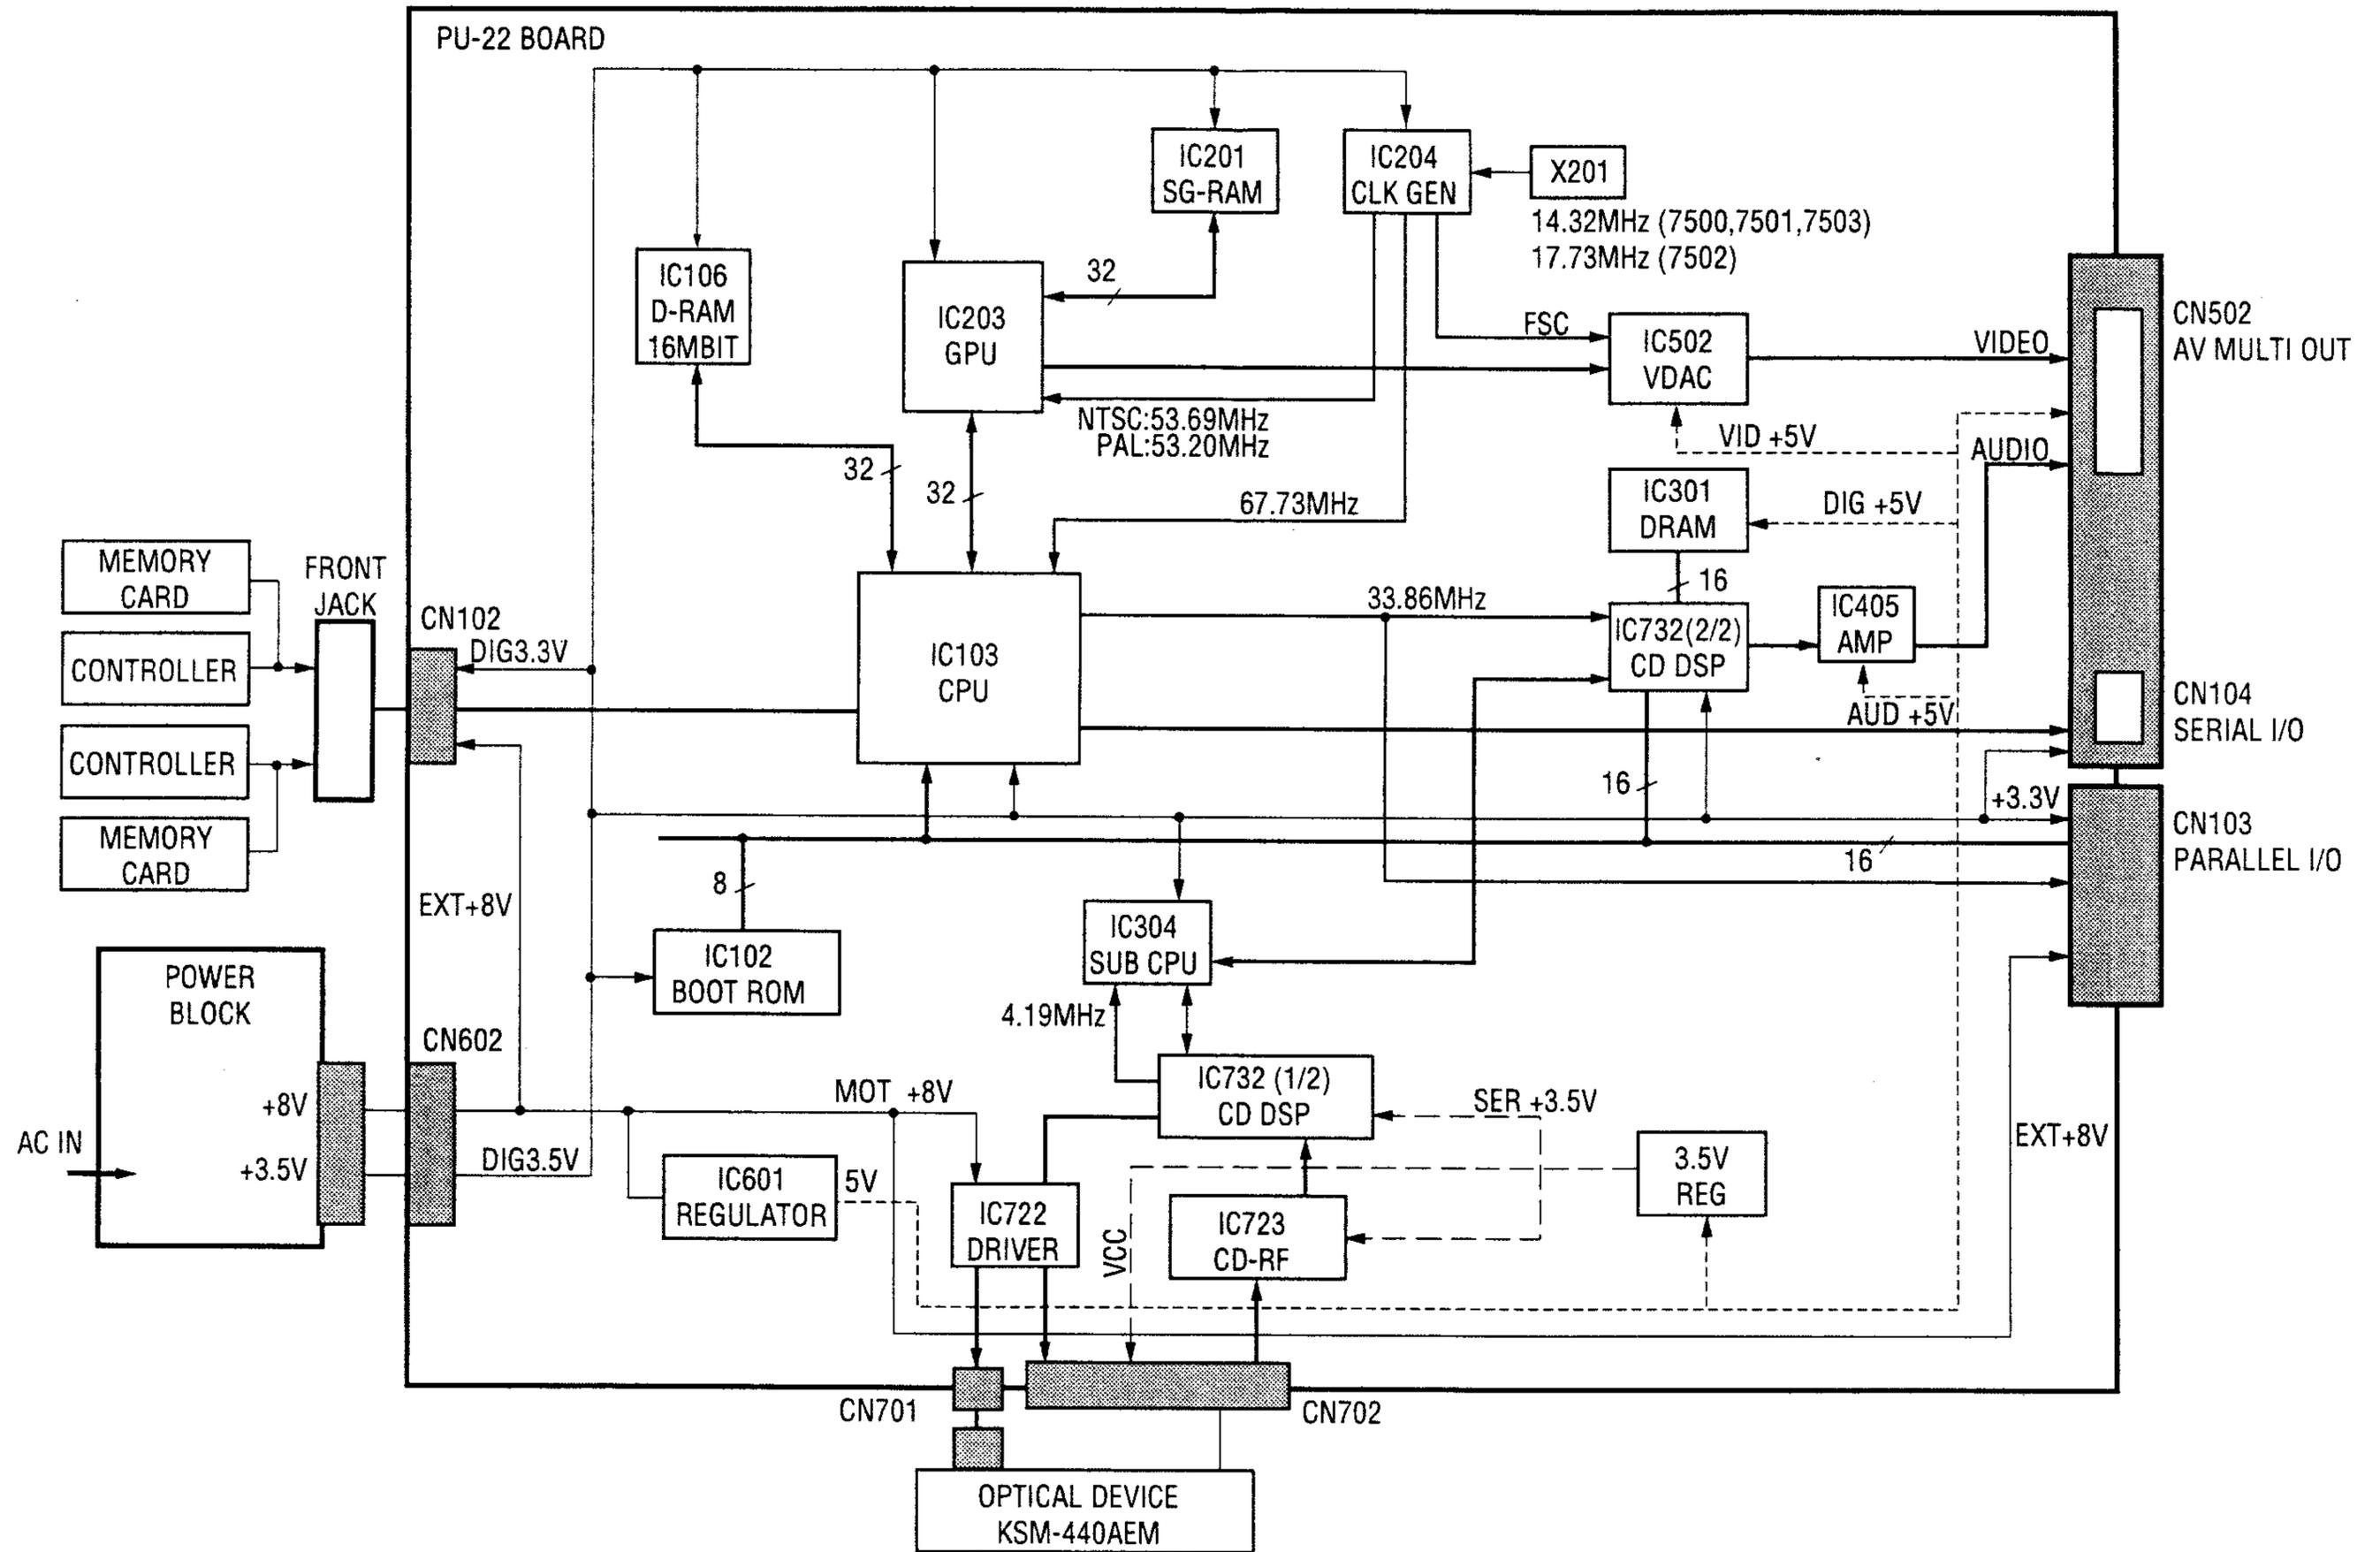 PU-22 BOARD
IC201
SG-RAM
IC204
CLK GEN
X201
14.32MHz (7500,7501,7503)
17.73MHz (7502)
IC106
D-RAM
16MBIT
IC203
GPU
32
FSC
IC502
VDAC
VIDEO
CN502
AV MULTI OUT
NTSC:53.69MHz
PAL:53.20MHz
VID +5V
AUDIO
32
32
67.73MHz
IC301
DRAM
DIG +5V
16
MEMORY
CARD
FRONT
JACK
CONTROLLER
CONTROLLER
MEMORY
CARD
CN102
DIG3.3V
IC103
CPU
33.86MHz
IC732(2/2)
CD DSP
IC405
AMP
AUD +5V
CN104
SERIAL I/O
16
+3.3V
CN103
PARALLEL I/O
16
8
EXT+8V
IC102
BOOT ROM
IC304
SUB CPU
4.19MHz
POWER
BLOCK
CN602
+8V
AC IN
+3.5V
DIG3.5V
MOT +8V
IC601
REGULATOR
5V
IC722
DRIVER
IC732 (1/2)
CD DSP
SER +3.5V
3.5V
REG
EXT+8V
IC723
CD-RF
VCC
CN701
CN702
OPTICAL DEVICE
KSM-440AEM